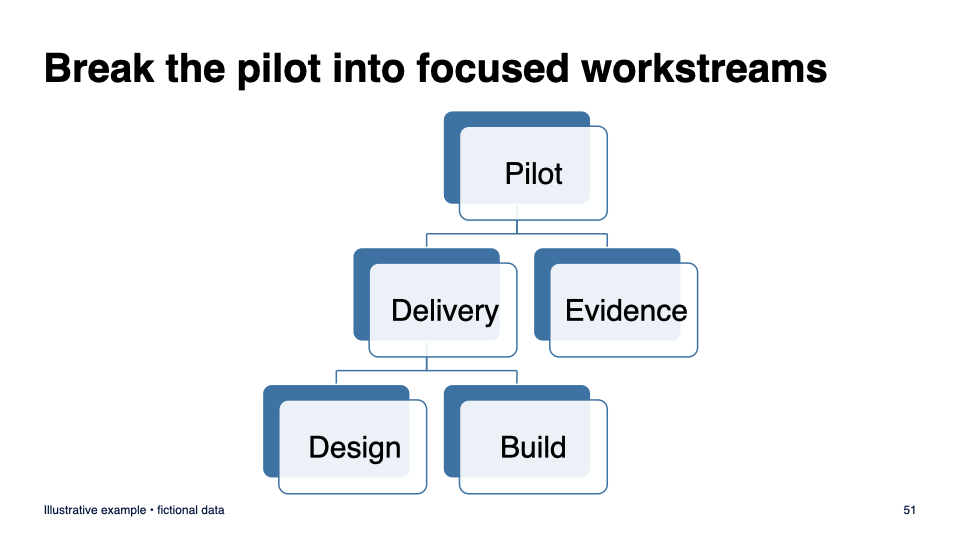 Break the pilot into focused workstreams
Pilot
Delivery
Evidence
Design
Build
Illustrative example • fictional data
51